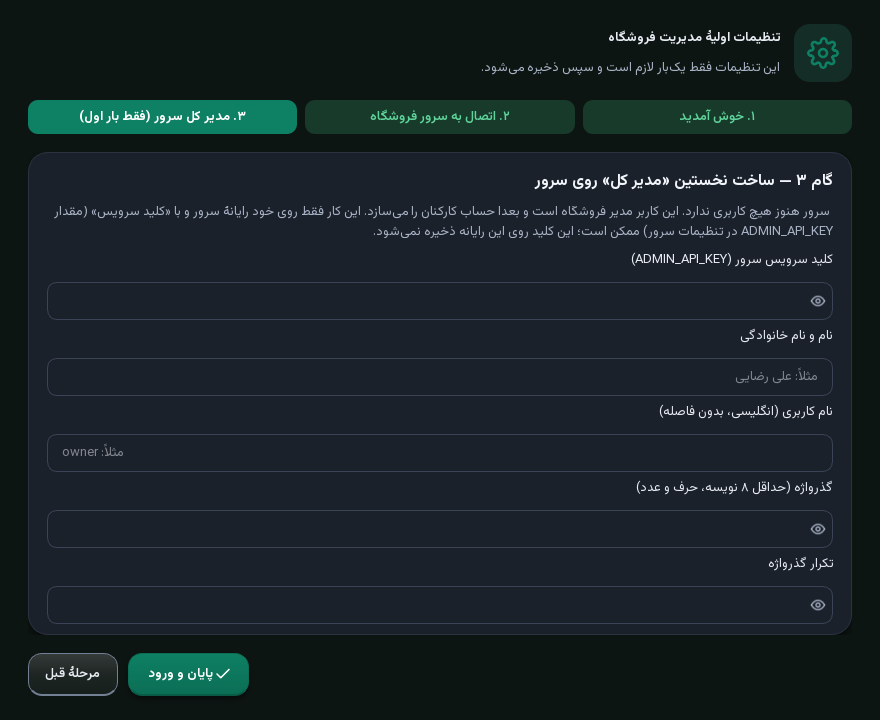 تنظیمات اولیهٔ مدیریت فروشگاه
این تنظیمات فقط یک‌بار لازم است و سپس ذخیره می‌شود.
۱. خوش آمدید
۲. اتصال به سرور فروشگاه
۳. مدیر کل سرور (فقط بار اول)
گام ۳ — ساخت نخستین «مدیر کل» روی سرور
سرور هنوز هیچ کاربری ندارد. این کاربر مدیر فروشگاه است و بعدا حساب کارکنان را می‌سازد. این کار فقط روی خود رایانهٔ سرور و با «کلید سرویس» (مقدار
ADMIN_API_KEY در تنظیمات سرور) ممکن است؛ این کلید روی این رایانه ذخیره نمی‌شود.
کلید سرویس سرور (ADMIN_API_KEY)
نام و نام خانوادگی
مثلاً: علی رضایی
نام کاربری (انگلیسی، بدون فاصله)
مثلاً: owner
گذرواژه (حداقل ۸ نویسه، حرف و عدد)
تکرار گذرواژه
پایان و ورود
مرحلهٔ قبل